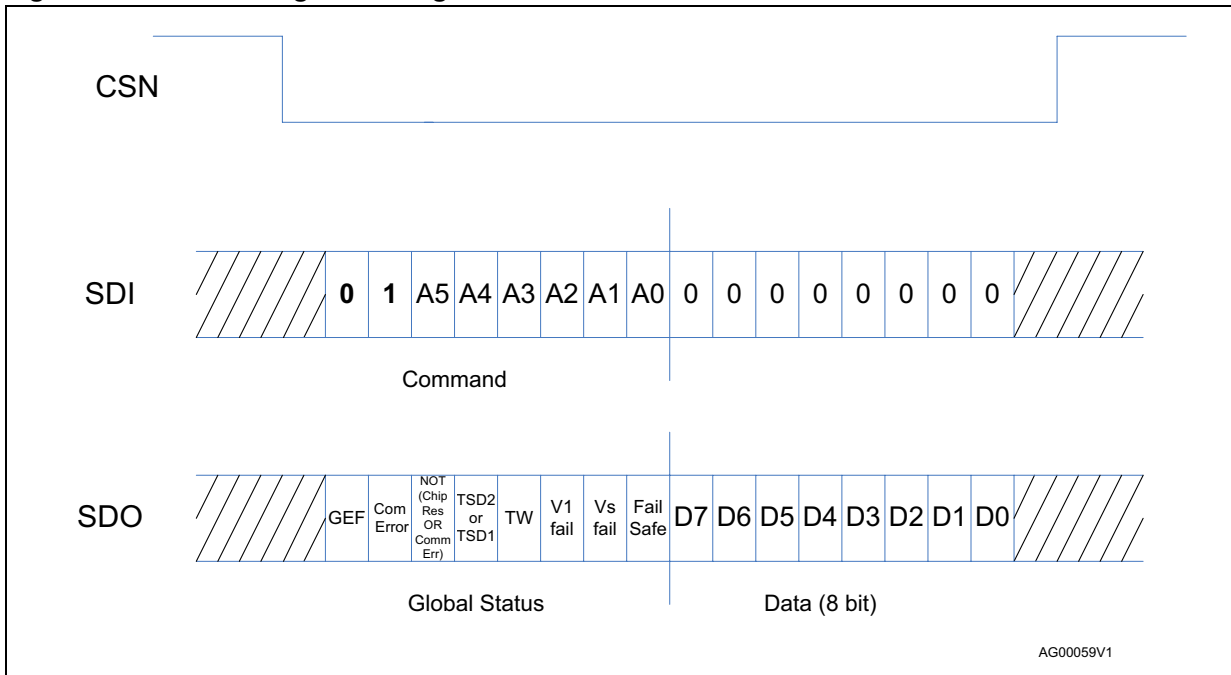 CSN
SDI
0 1 A5 A4 A3 A2 A1 A0 0 0 0 0 0 0 0 0
Command
SDO
GEF Com Error NOT (Chip Res OR Comm Err) TSD2 or TSD1 TW V1 fail Vs fail Fail Safe D7 D6 D5 D4 D3 D2 D1 D0
Global Status Data (8 bit)
AG00059V1